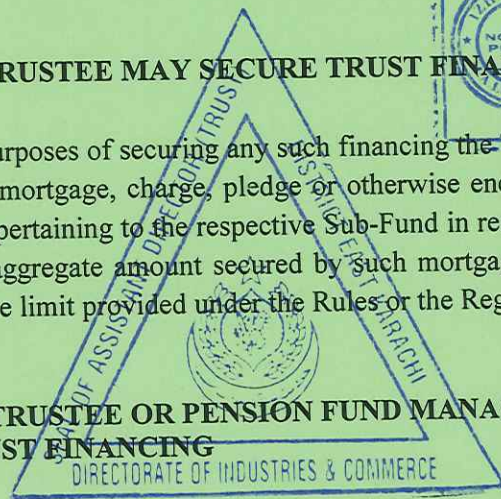 RUSTEE MAY SECURE TRUST FINA
urposes of securing any such financing the
mortgage, charge, pledge or otherwise en
pertaining to the respective Sub-Fund in re
aggregate amount secured by such mortga
e limit provided under the Rules or the Reg
TRUSTEE OR PENSION FUND MANA
ST FINANCING
OF ASSISTANT DIRECTOR TRUST
DISTRICT EAST KARACHI
DIRECTORATE OF INDUSTRIES & COMMERCE